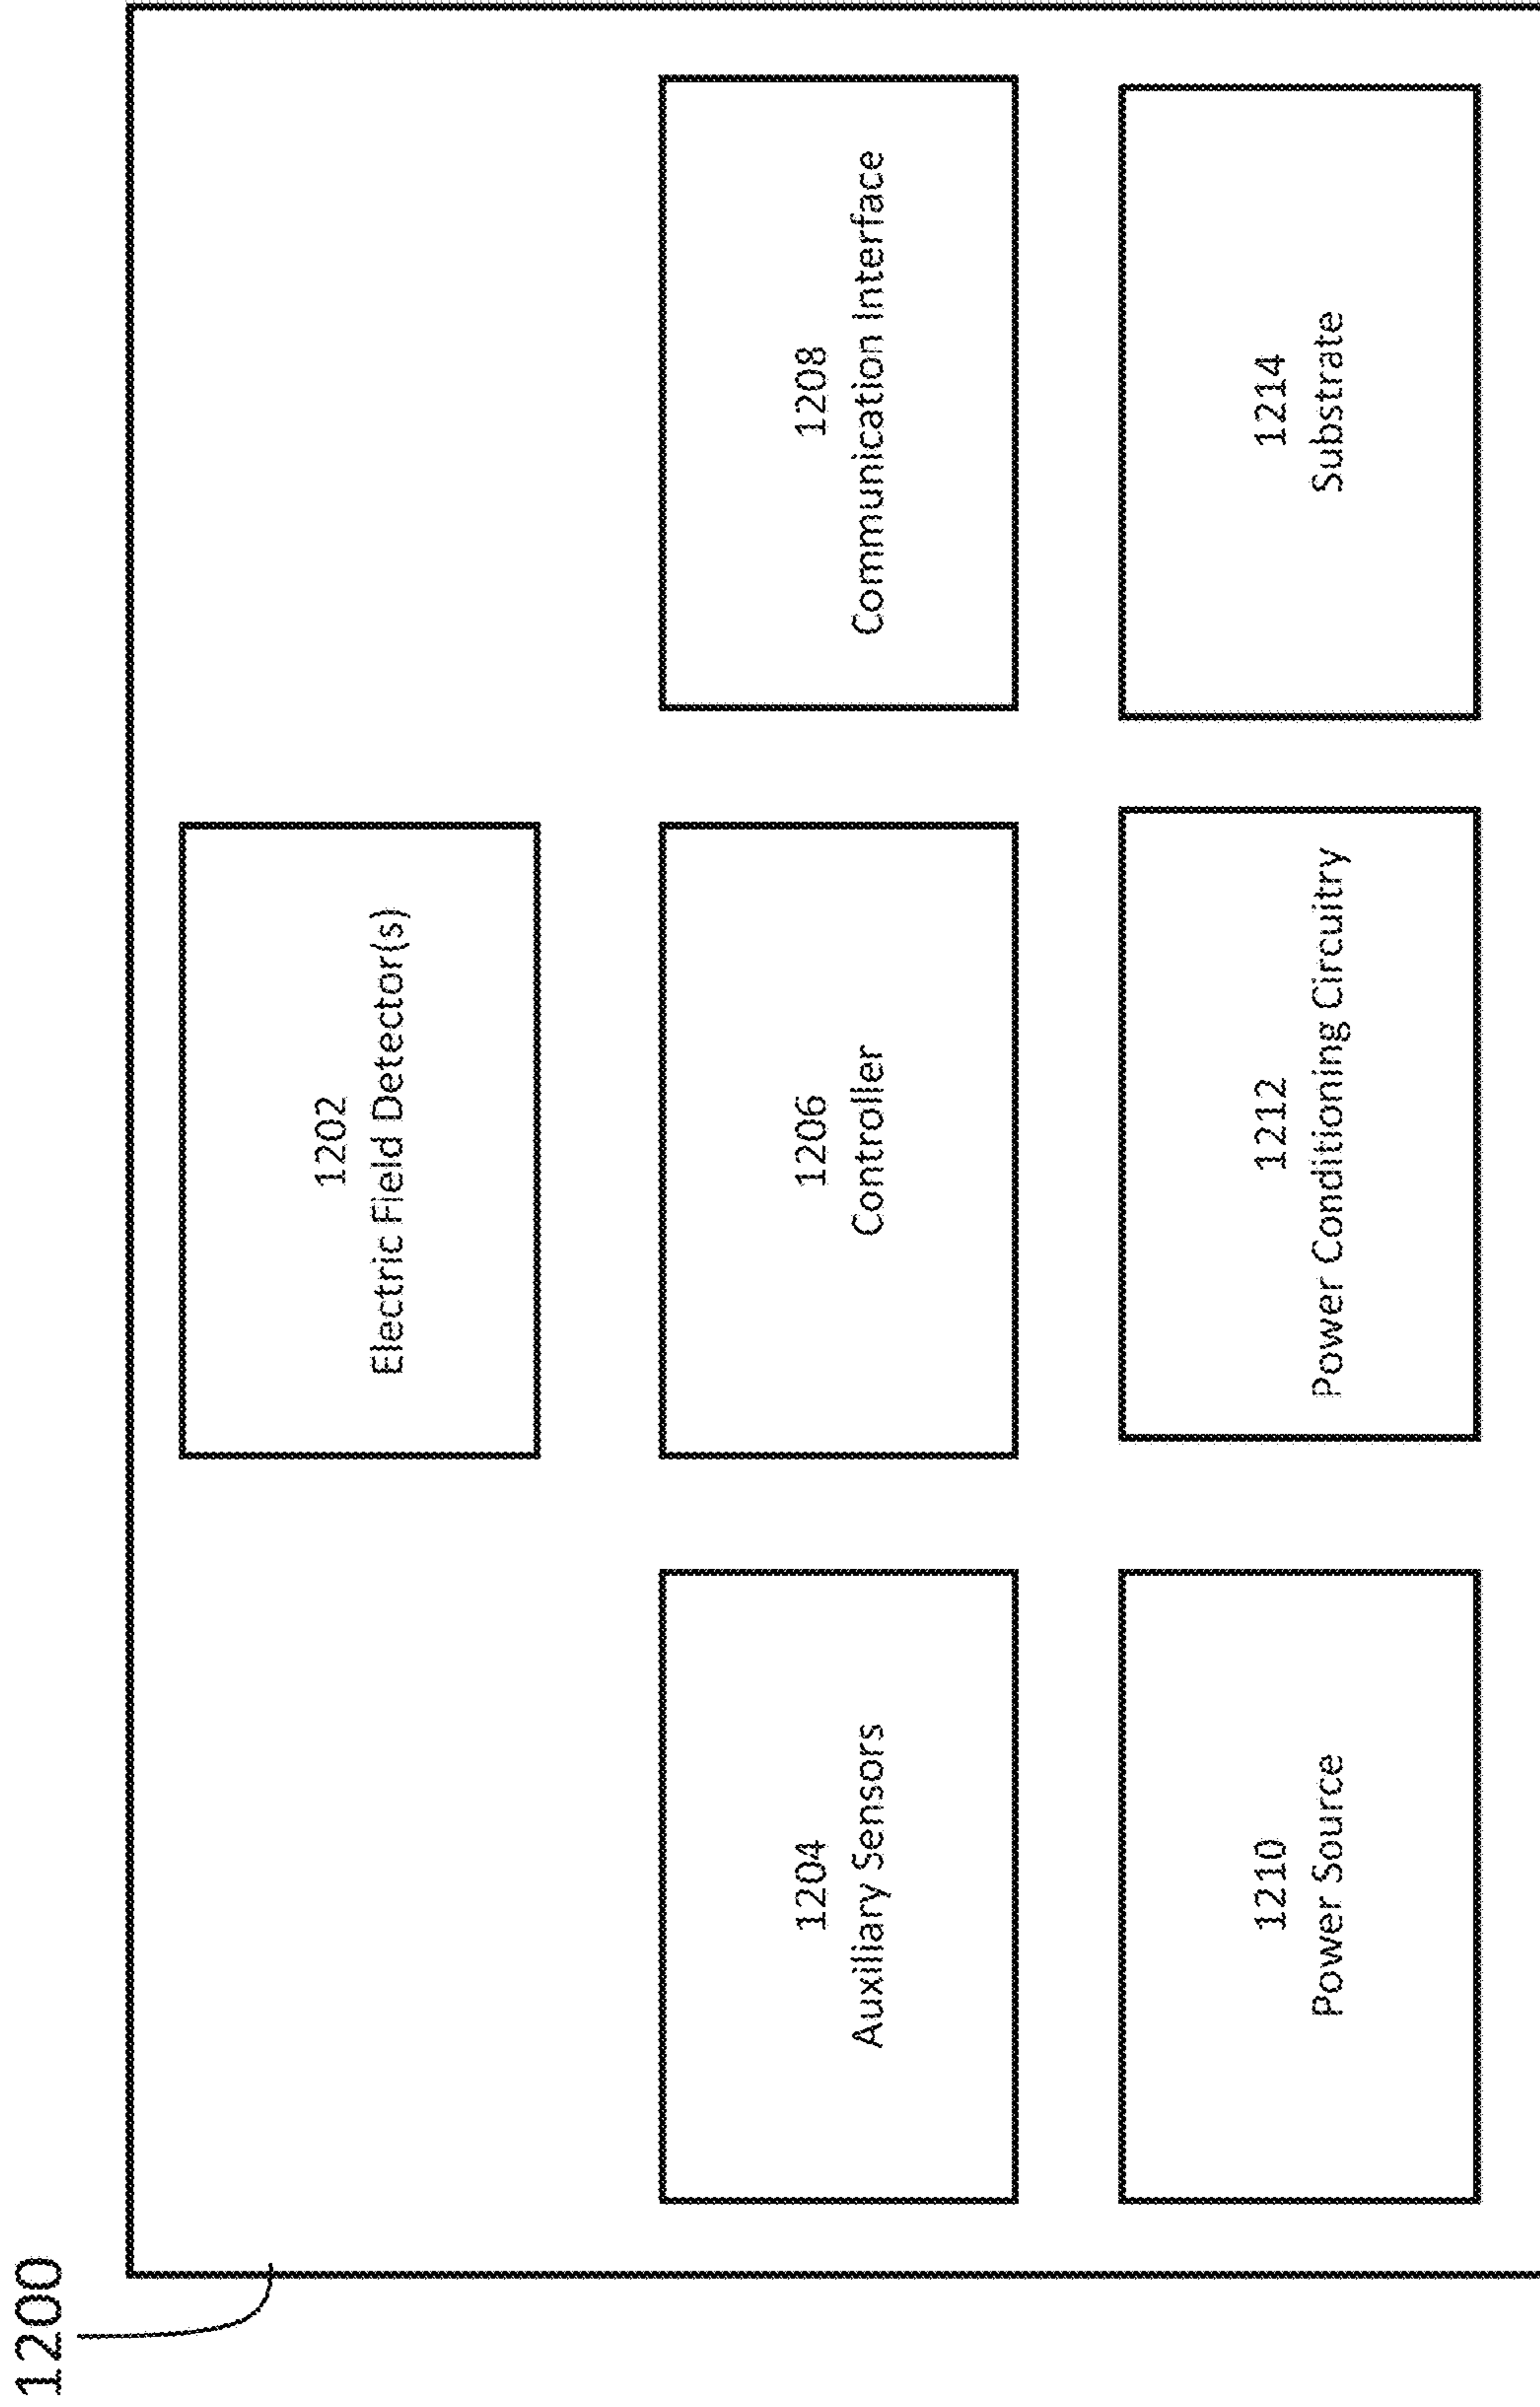 1200
1202
Electric Field Detector(s)
1204
Auxiliary Sensors
1206
Controller
1208
Communication Interface
1210
Power Source
1212
Power Conditioning Circuitry
1214
Substrate